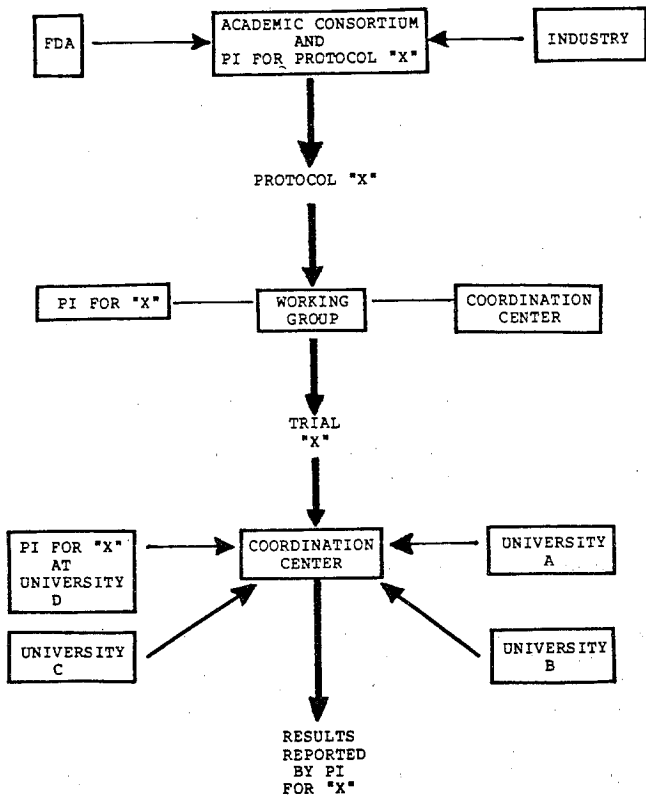 FDA
ACADEMIC CONSORTIUM
AND
PI FOR PROTOCOL "X"
INDUSTRY
PROTOCOL "X"
PI FOR "X"
WORKING
GROUP
COORDINATION
CENTER
TRIAL
"X"
PI FOR "X"
AT
UNIVERSITY
D
COORDINATION
CENTER
UNIVERSITY
A
UNIVERSITY
C
UNIVERSITY
B
RESULTS
REPORTED
BY PI
FOR "X"